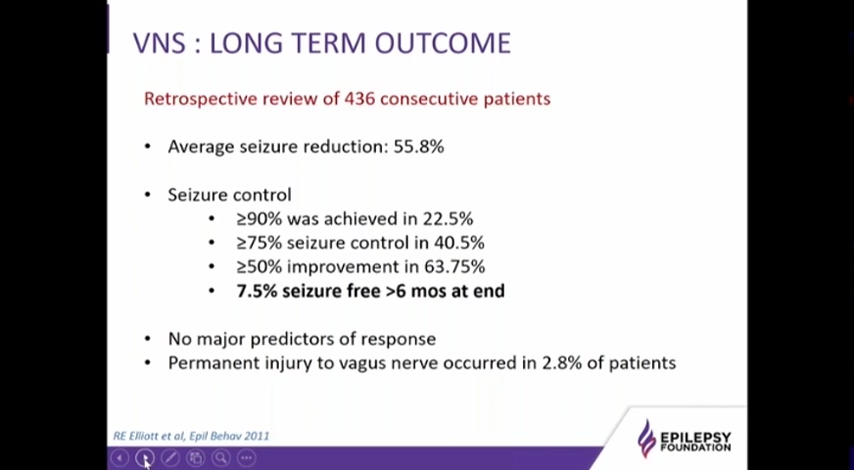 VNS : LONG TERM OUTCOME
Retrospective review of 436 consecutive patients
• Average seizure reduction: 55.8%
• Seizure control
• ≥90% was achieved in 22.5%
• ≥75% seizure control in 40.5%
• ≥50% improvement in 63.75%
• 7.5% seizure free >6 mos at end
• No major predictors of response
• Permanent injury to vagus nerve occurred in 2.8% of patients
RE Elliott et al, Epil Behav 2011
EPILEPSY
FOUNDATION